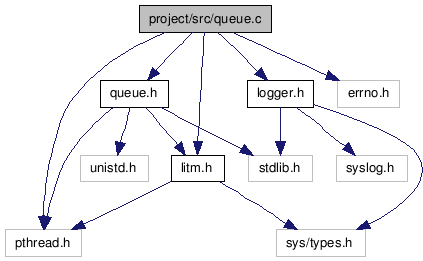 project/src/queue.c
queue.h
logger.h
errno.h
unistd.h
litm.h
stdlib.h
syslog.h
pthread.h
sys/types.h